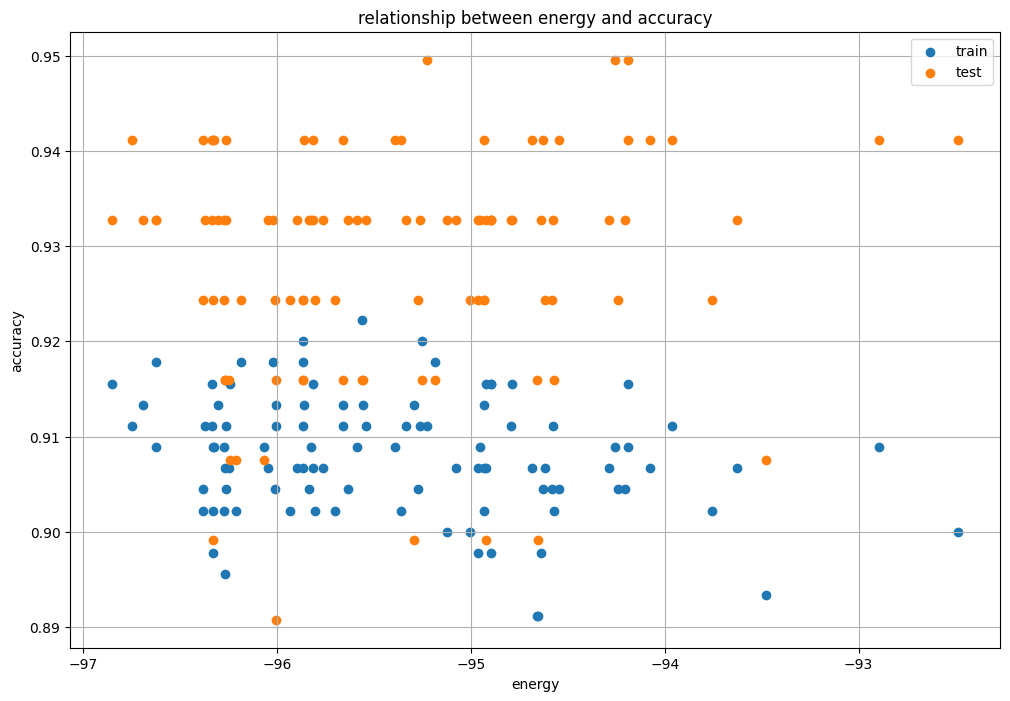 relationship between energy and accuracy
train
test
accuracy
0.95
0.94
0.93
0.92
0.91
0.90
0.89
−97
−96
−95
−94
−93
energy